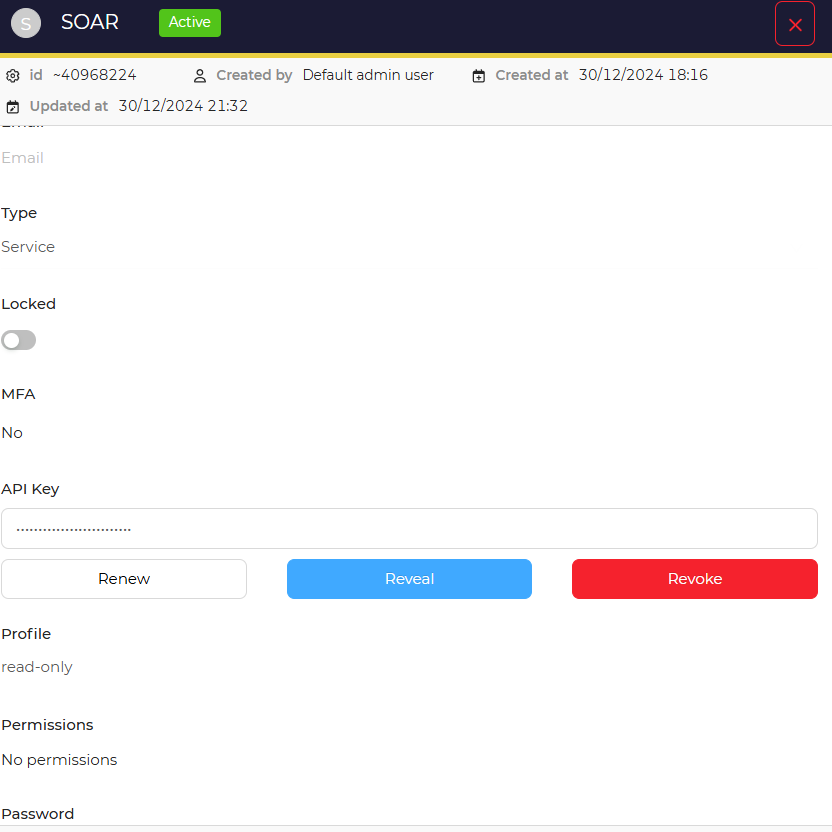 S SOAR Active
id ~40968224 Created by Default admin user Created at 30/12/2024 18:16
Updated at 30/12/2024 21:32
Email
Type
Service
Locked
MFA
No
API Key
Renew Reveal Revoke
Profile
read-only
Permissions
No permissions
Password